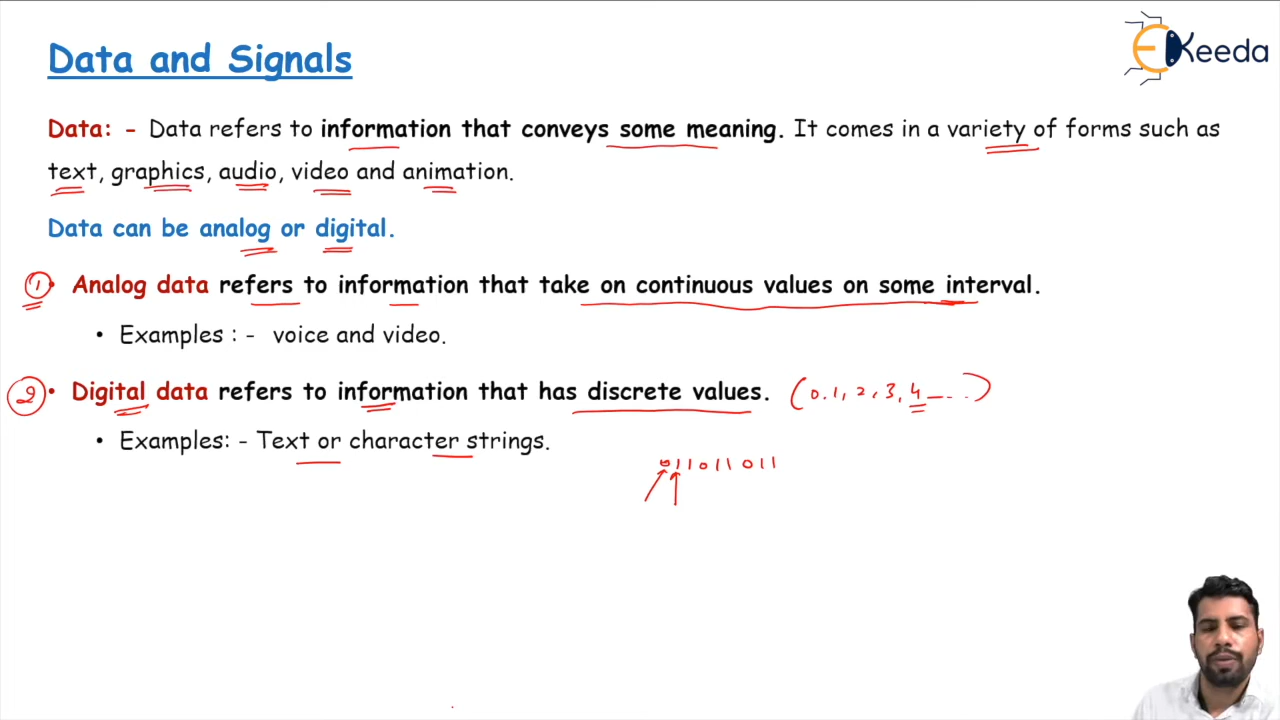 Data and Signals
EKeeda
Data: - Data refers to information that conveys some meaning. It comes in a variety of forms such as
text, graphics, audio, video and animation.
Data can be analog or digital.
1 • Analog data refers to information that take on continuous values on some interval.
• Examples : - voice and video.
2 • Digital data refers to information that has discrete values. (0.1, 2, 3, 4 _ . . . )
• Examples: - Text or character strings.
011011011